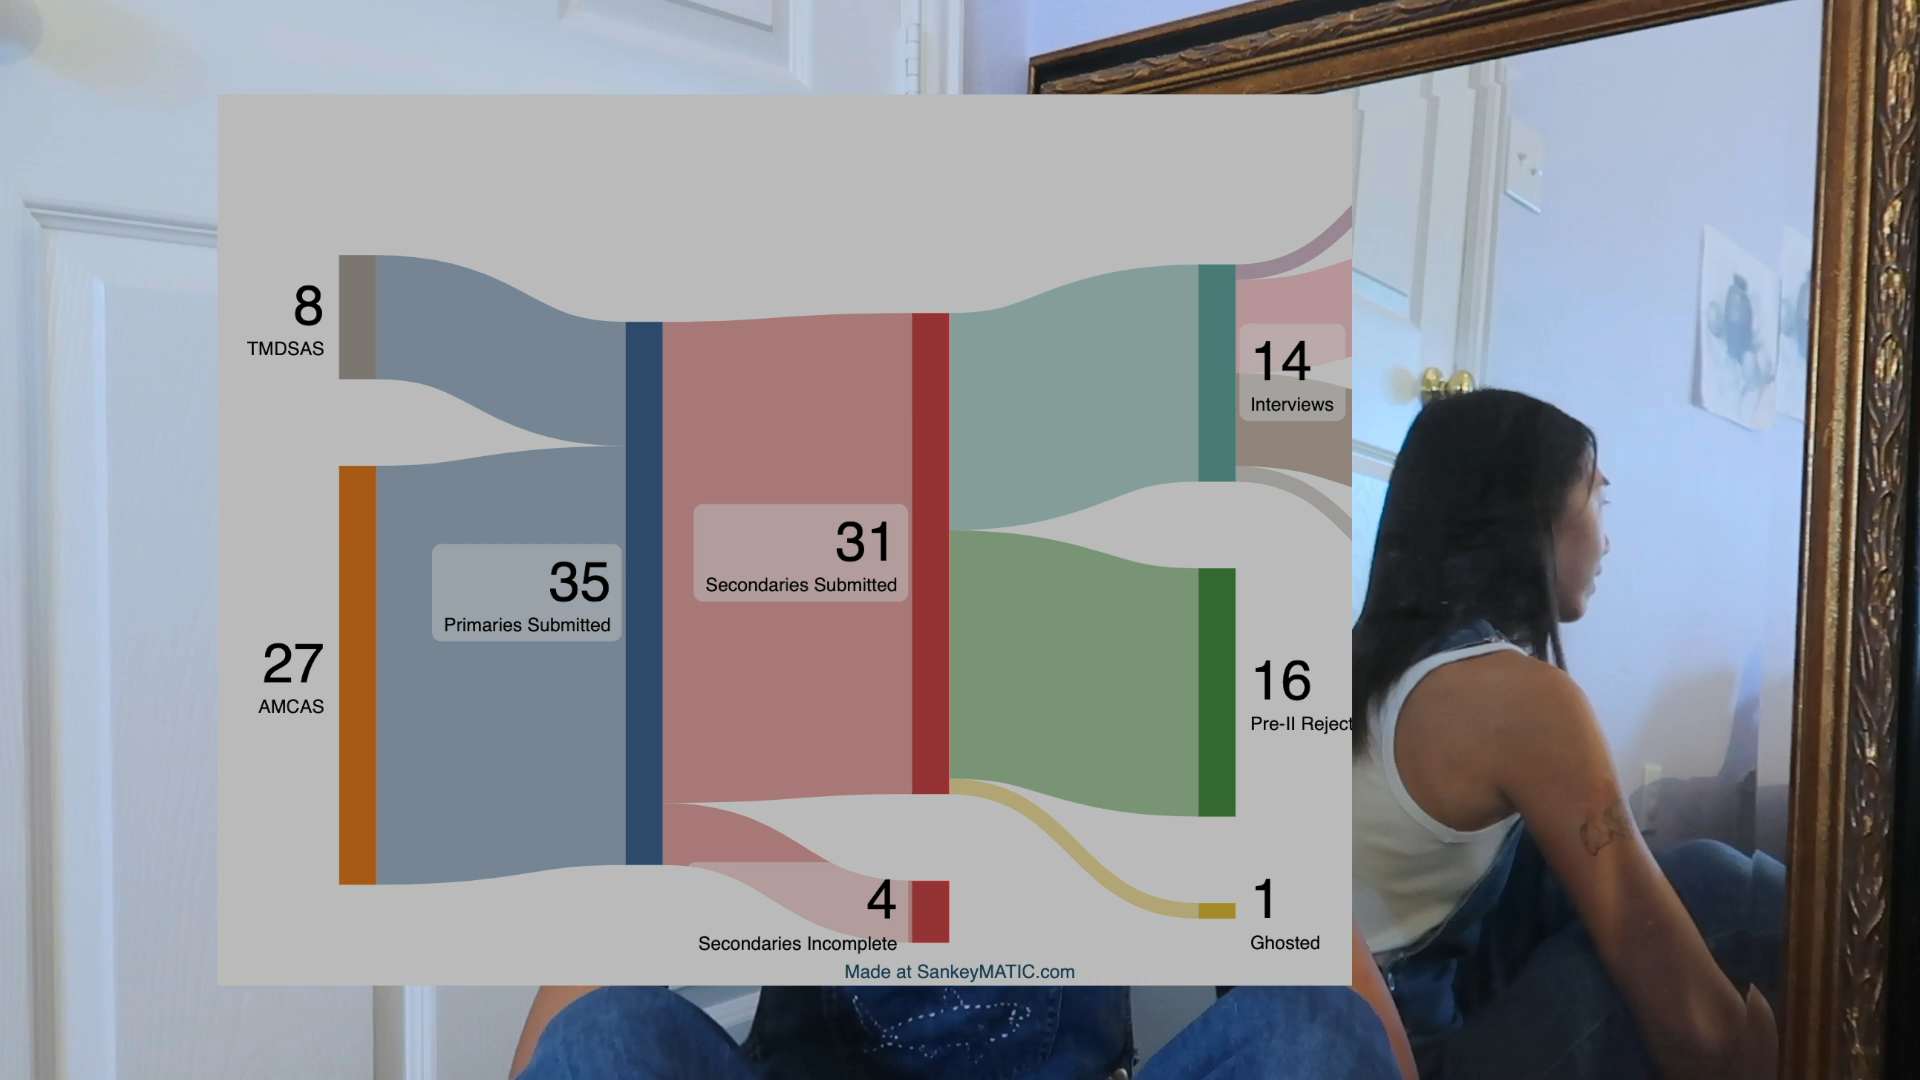 8
TMDSAS
27
AMCAS
35
Primaries Submitted
31
Secondaries Submitted
4
Secondaries Incomplete
14
Interviews
16
Pre-II Reject
1
Ghosted
Made at SankeyMATIC.com